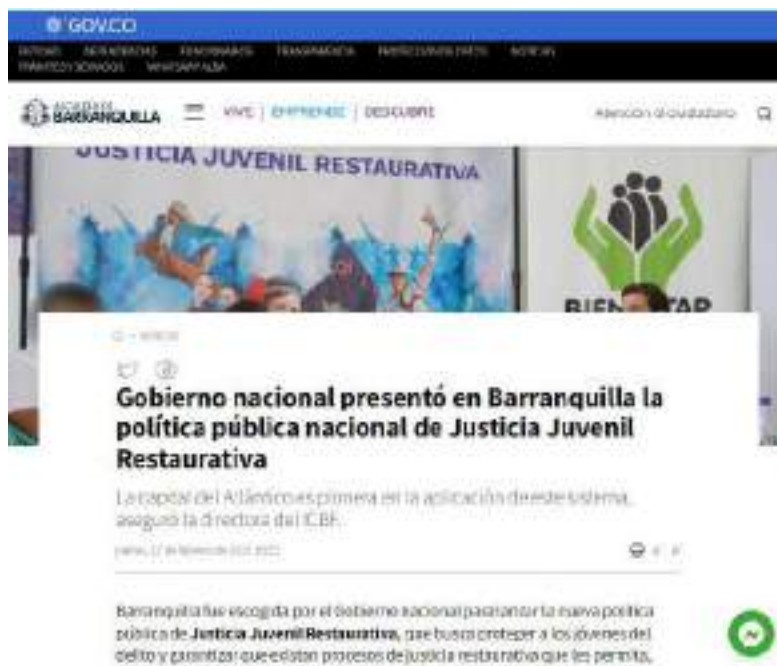 GOV.CO
TRANSPARENCIA NOTICIAS
ALCALDÍA DE
BARRANQUILLA
VIVE | EMPRENDE | DESCUBRE
Atención al ciudadano
JUSTICIA JUVENIL RESTAURATIVA
Gobierno nacional presentó en Barranquilla la
política pública nacional de Justicia Juvenil
Restaurativa
La capital del Atlántico es pionera en la aplicación de este sistema,
aseguró la directora del ICBF.
Barranquilla fue escogida por el Gobierno nacional para lanzar la nueva política
pública de Justicia Juvenil Restaurativa, que busca proteger a los jóvenes del
delito y garantizar que existan procesos de justicia restaurativa que les permita,